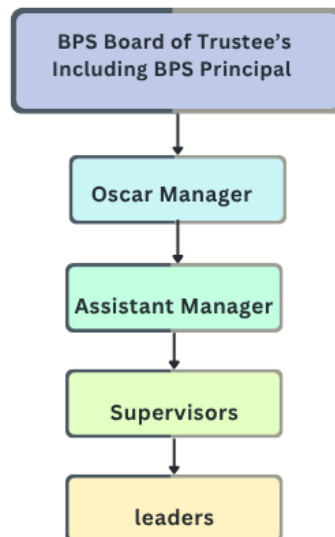 BPS Board of Trustee's
Including BPS Principal
Oscar Manager
Assistant Manager
Supervisors
leaders